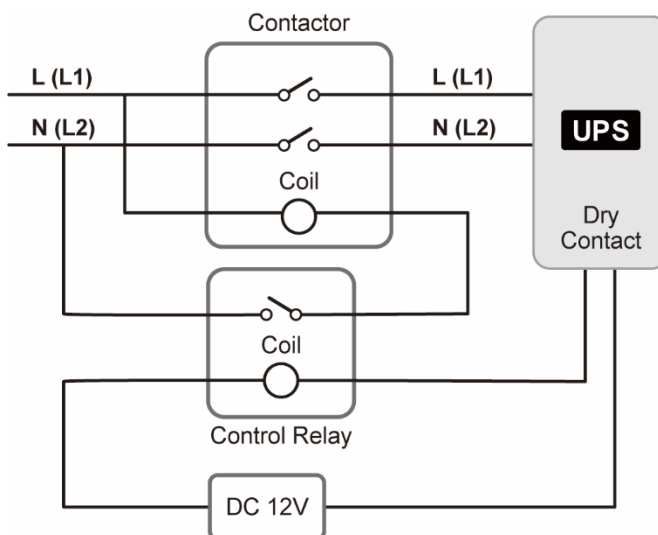 Contactor
L (L1)
L (L1)
N (L2)
N (L2)
UPS
Coil
Dry
Contact
Coil
Control Relay
DC 12V